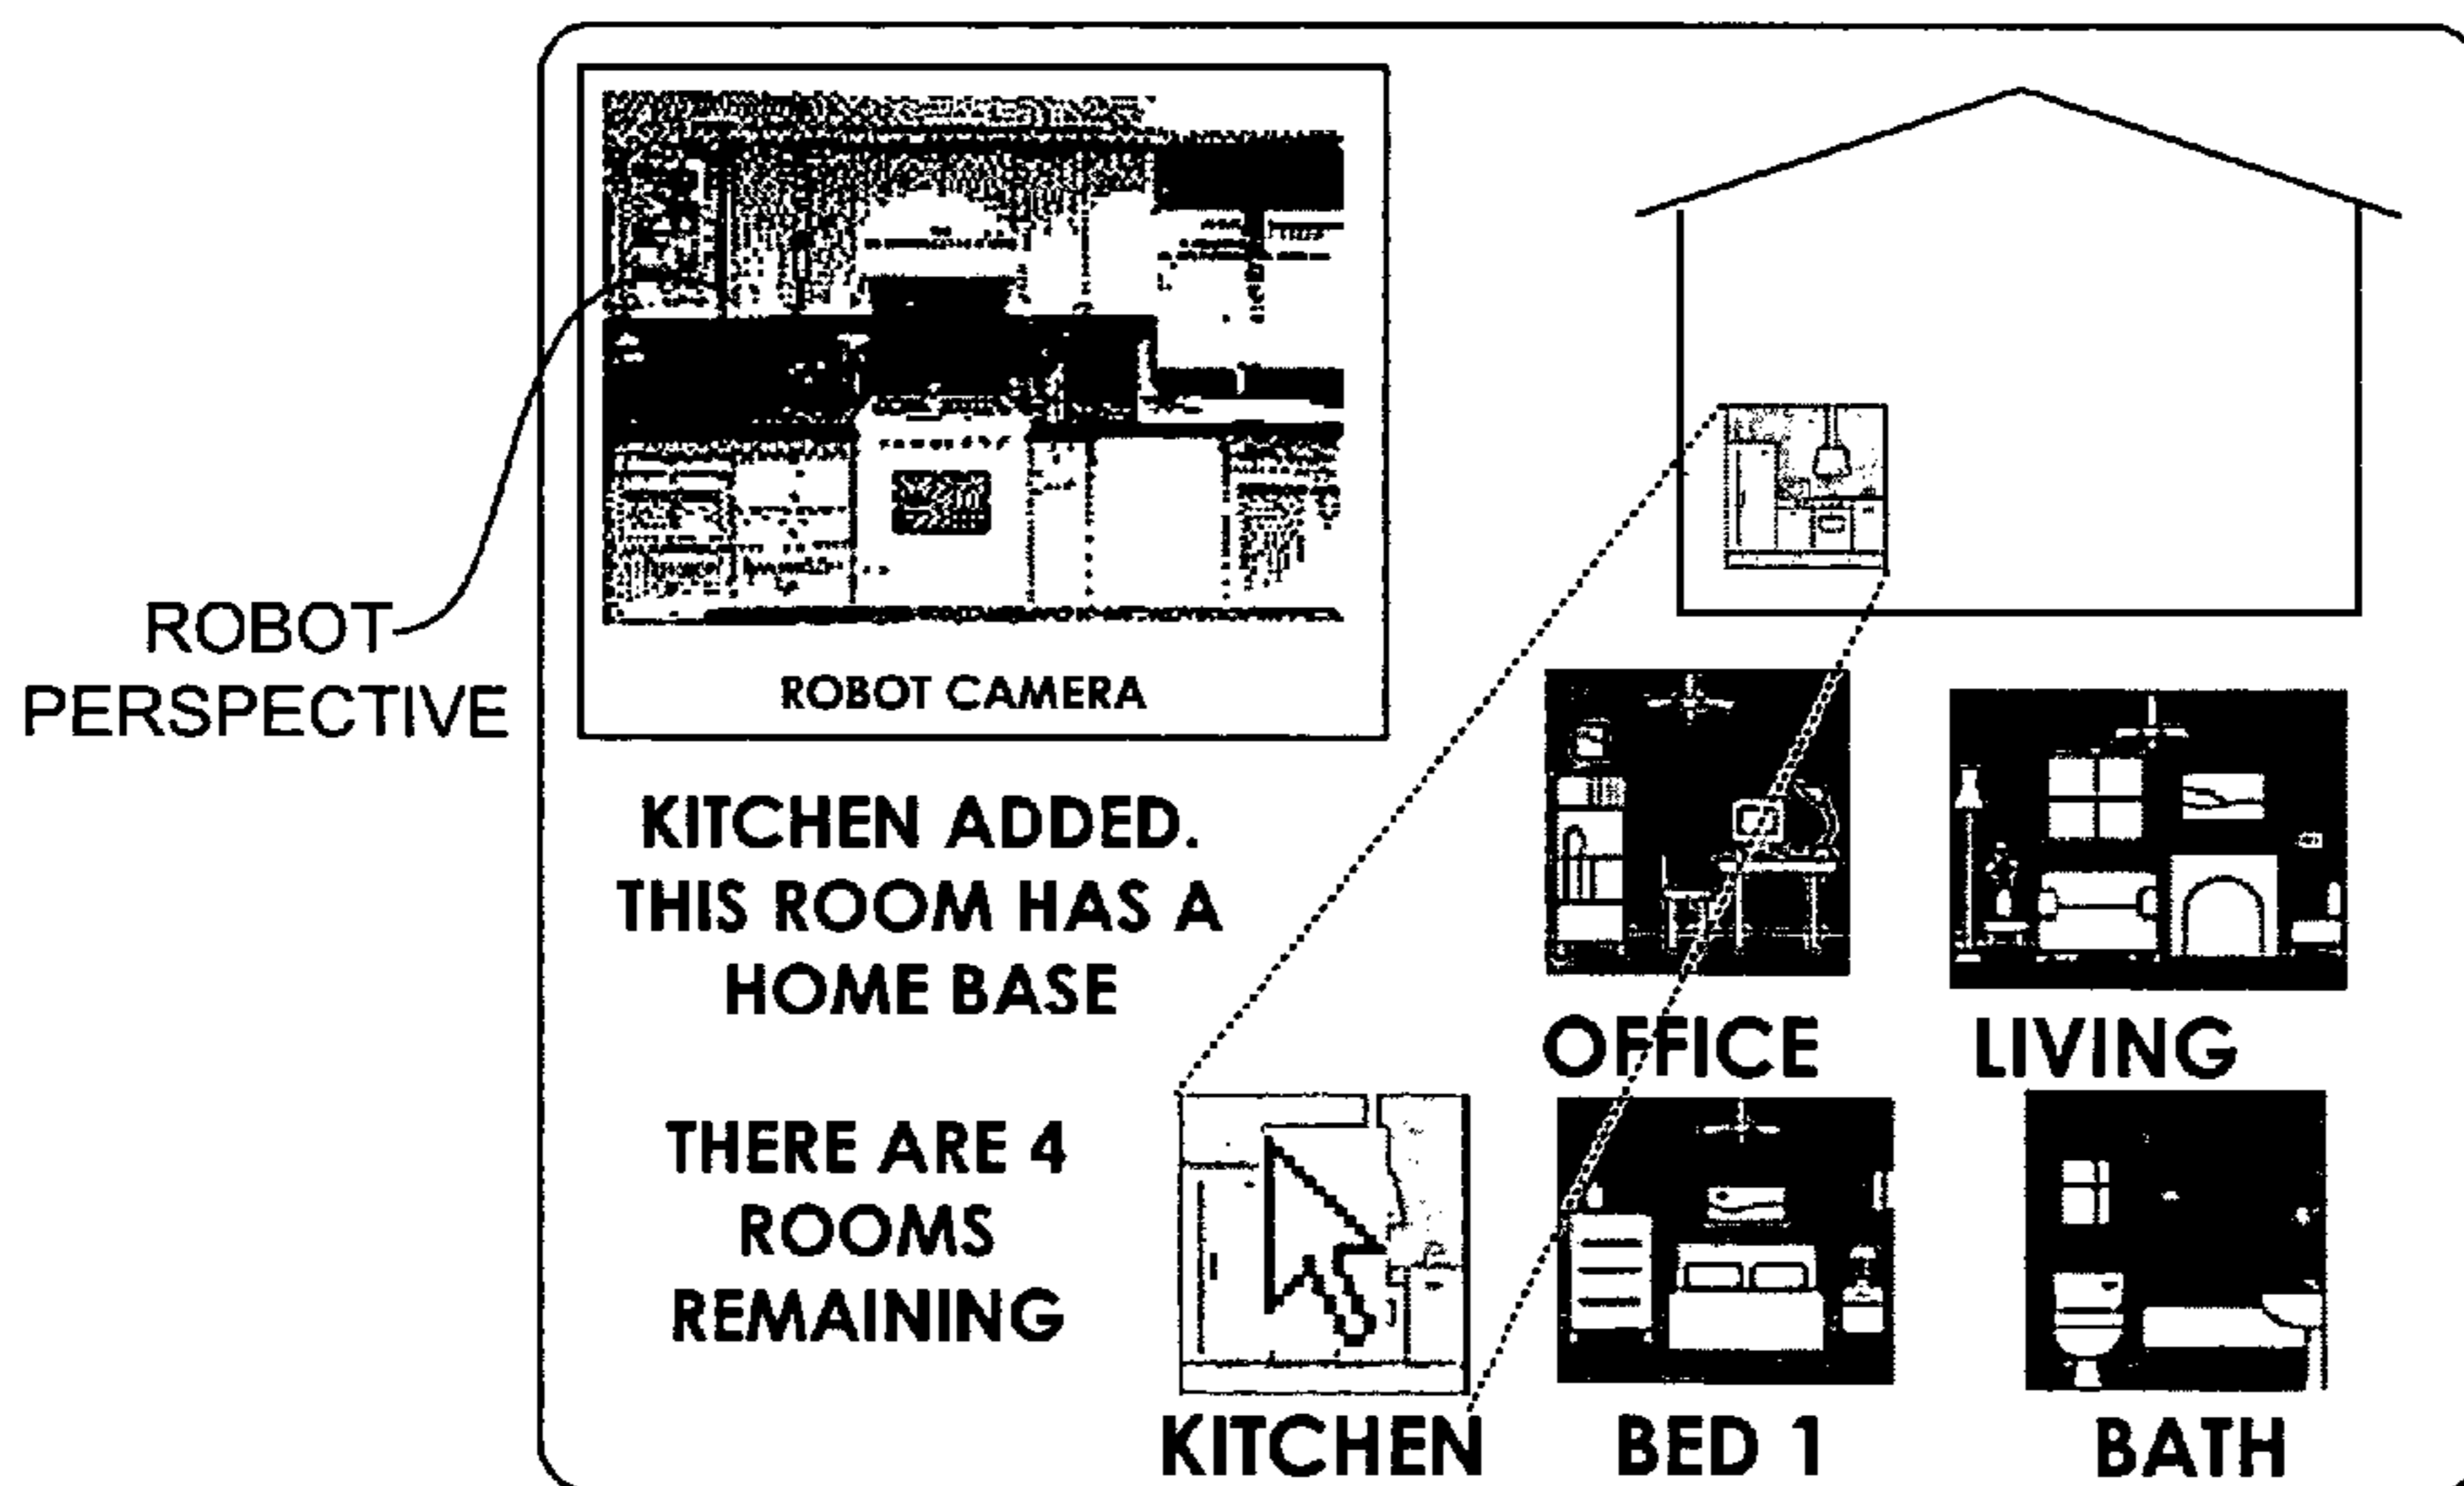 ROBOT
PERSPECTIVE
ROBOT CAMERA
KITCHEN ADDED.
THIS ROOM HAS A
HOME BASE
THERE ARE 4
ROOMS
REMAINING
OFFICE
LIVING
KITCHEN
BED 1
BATH